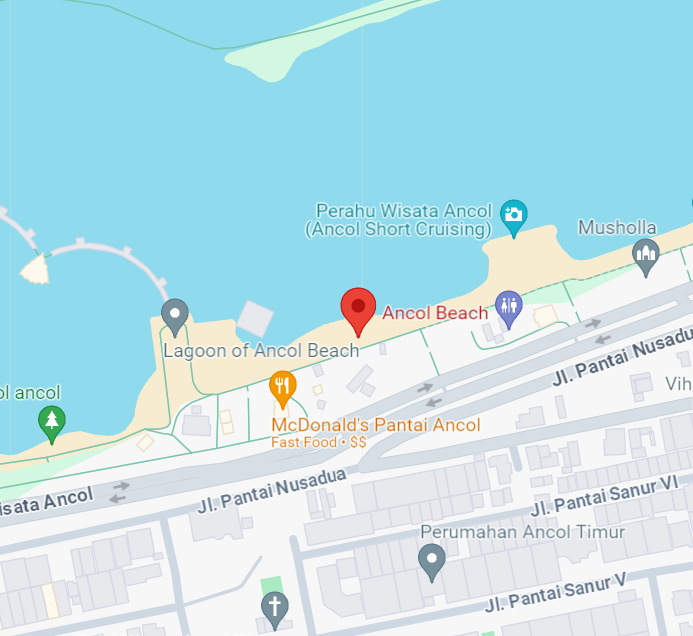 Perahu Wisata Ancol
(Ancol Short Cruising)
Musholla
Ancol Beach
Lagoon of Ancol Beach
Jl. Pantai Nusadu
ol ancol
Vih
McDonald's Pantai Ancol
Fast Food • $$
isata Ancol
Jl. Pantai Nusadua
Jl. Pantai Sanur VI
Perumahan Ancol Timur
Jl. Pantai Sanur V